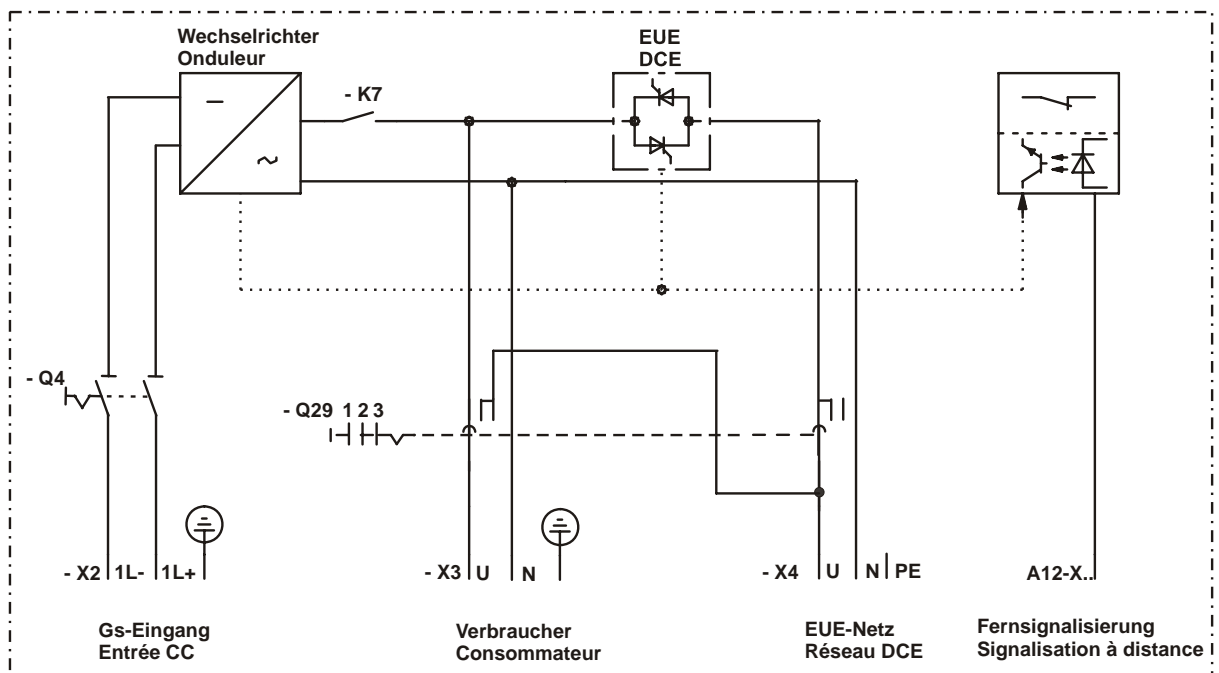 Wechselrichter
Onduleur
EUE
DCE
- K7
- Q4
- Q29 1 2 3
- X2 1L- 1L+
- X3 U N
- X4 U N PE
A12-X..
Gs-Eingang
Entrée CC
Verbraucher
Consommateur
EUE-Netz
Réseau DCE
Fernsignalisierung
Signalisation à distance